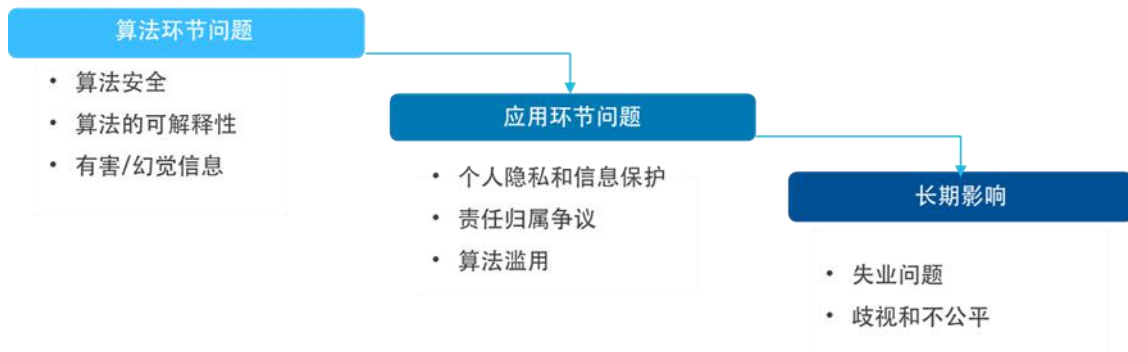 算法环节问题
• 算法安全
• 算法的可解释性
• 有害/幻觉信息
应用环节问题
• 个人隐私和信息保护
• 责任归属争议
• 算法滥用
长期影响
• 失业问题
• 歧视和不公平